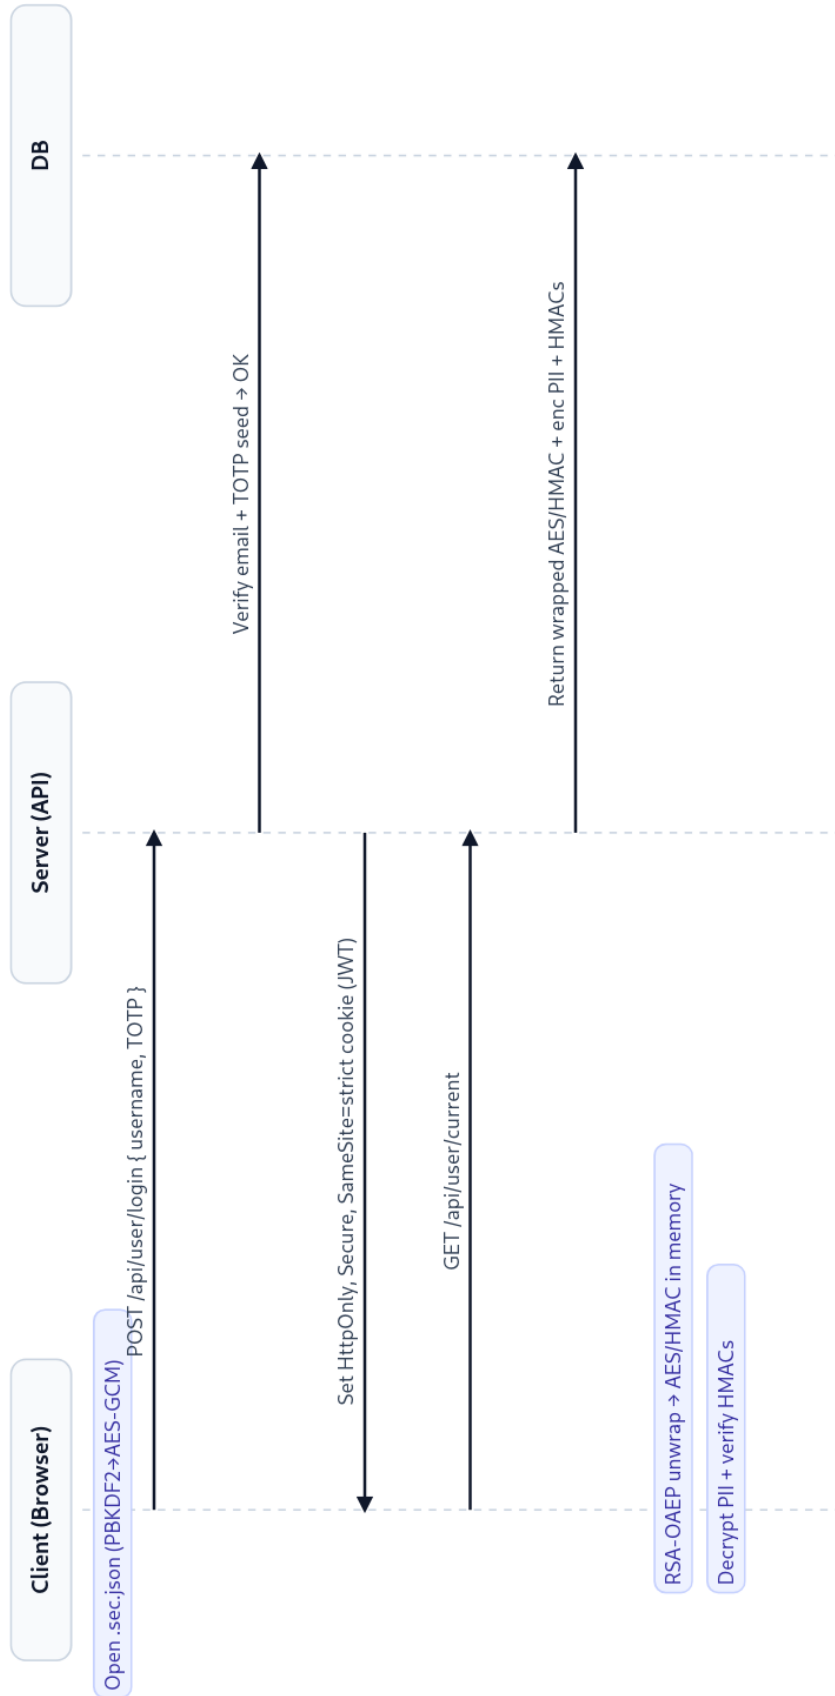 Client (Browser)
Server (API)
DB
Open .sec.json (PBKDF2→AES-GCM)
POST /api/user/login { username, TOTP }
Verify email + TOTP seed → OK
Set HttpOnly, Secure, SameSite=strict cookie (JWT)
GET /api/user/current
Return wrapped AES/HMAC + enc PII + HMACs
RSA-OAEP unwrap → AES/HMAC in memory
Decrypt PII + verify HMACs